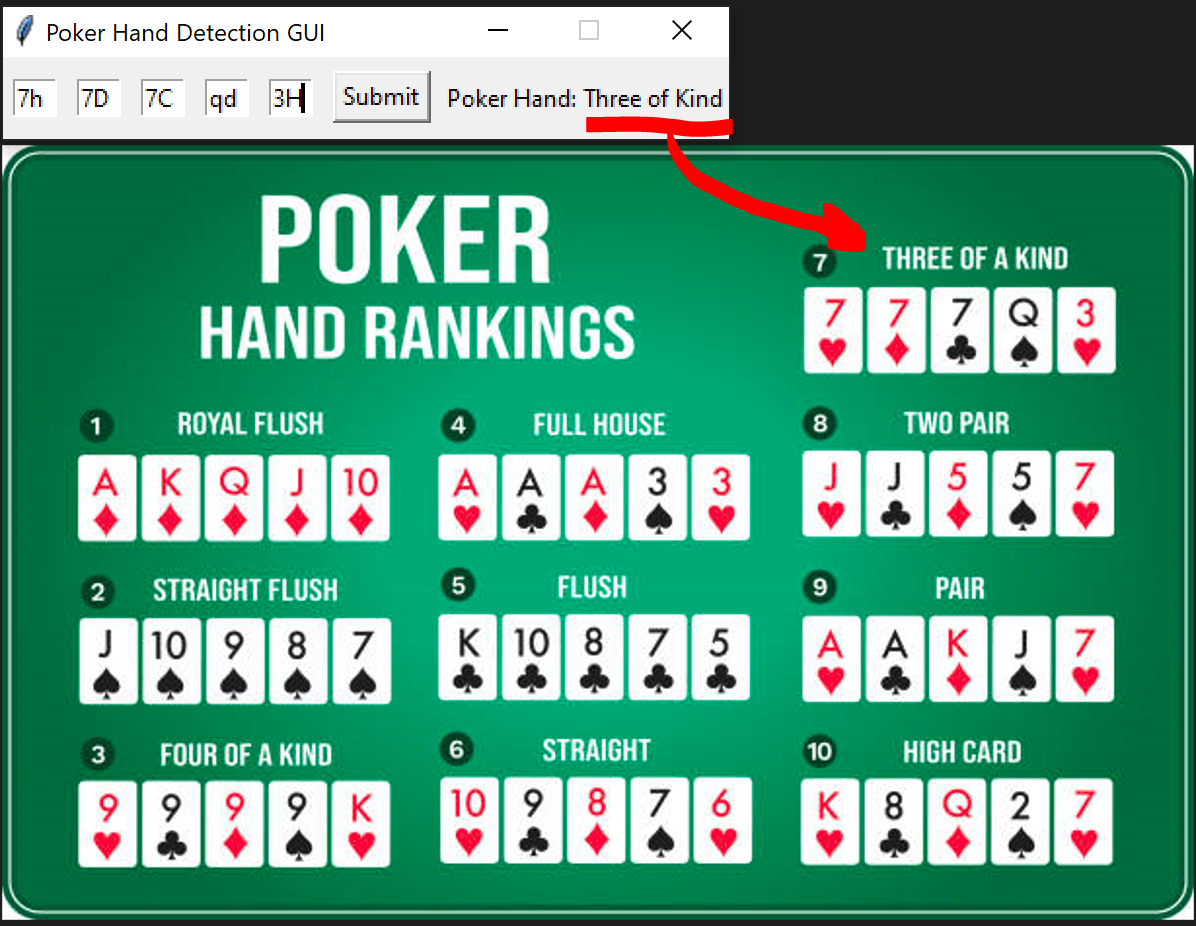 Poker Hand Detection GUI
7h 7D 7C qd 3H Submit Poker Hand: Three of Kind
POKER
HAND RANKINGS
1 ROYAL FLUSH
A K Q J 10
2 STRAIGHT FLUSH
J 10 9 8 7
3 FOUR OF A KIND
9 9 9 9 K
4 FULL HOUSE
A A A 3 3
5 FLUSH
K 10 8 7 5
6 STRAIGHT
10 9 8 7 6
7 THREE OF A KIND
7 7 7 Q 3
8 TWO PAIR
J J 5 5 7
9 PAIR
A A K J 7
10 HIGH CARD
K 8 Q 2 7